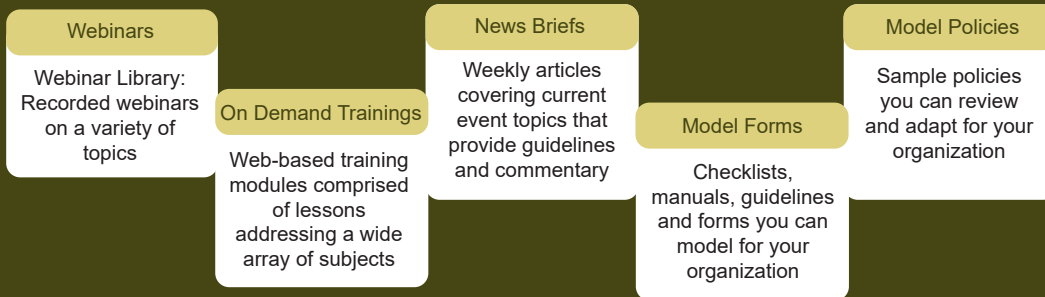 Webinars
Webinar Library:
Recorded webinars
on a variety of
topics
On Demand Trainings
Web-based training
modules comprised
of lessons
addressing a wide
array of subjects
News Briefs
Weekly articles
covering current
event topics that
provide guidelines
and commentary
Model Forms
Checklists,
manuals, guidelines
and forms you can
model for your
organization
Model Policies
Sample policies
you can review
and adapt for your
organization